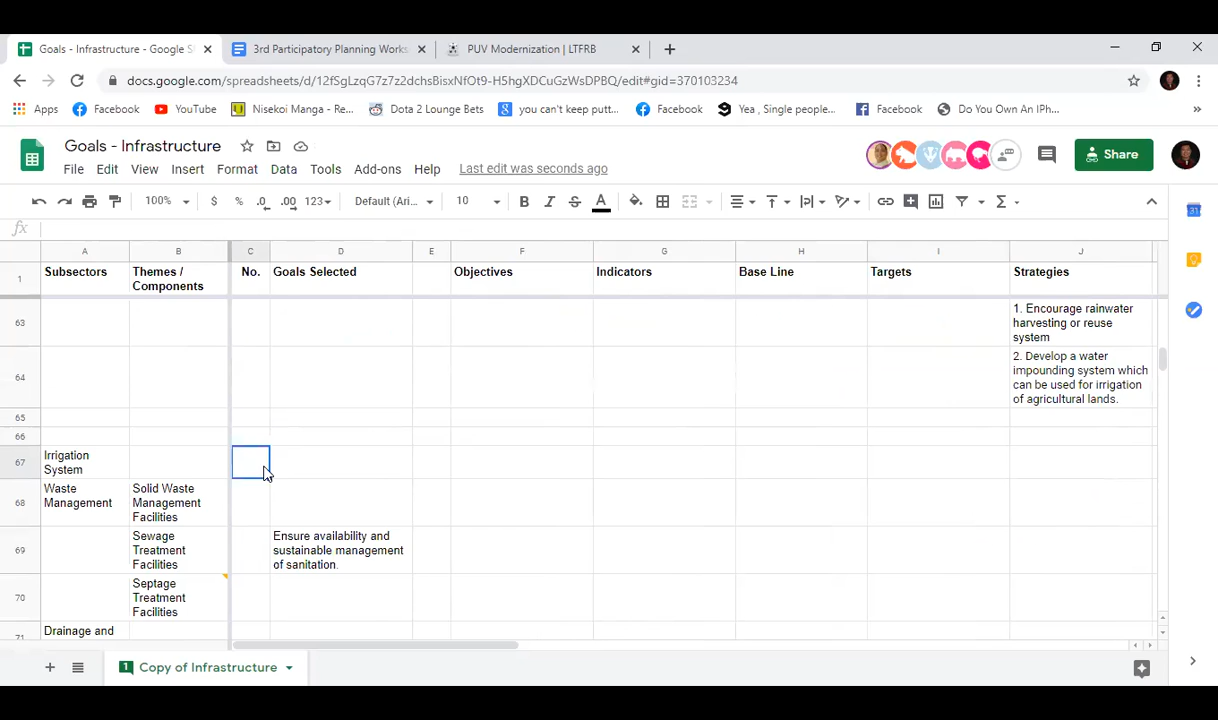 Goals - Infrastructure - Google S
3rd Participatory Planning Works
PUV Modernization | LTFRB
docs.google.com/spreadsheets/d/12fSgLzqG7z7z2dchsBisxNfOt9-H5hgXDCuGzWsDPBQ/edit#gid=370103234
Apps
Facebook
YouTube
Nisekoi Manga - Re...
Dota 2 Lounge Bets
you can't keep putt...
Facebook
Yea , Single people...
Facebook
Do You Own An IPh...
Goals - Infrastructure
File Edit View Insert Format Data Tools Add-ons Help Last edit was seconds ago
Share
100% $ % .0 .00 123 Default (Ari... 10 B I S A
fx
A B C D E F G H I J
1 Subsectors
Themes /
Components
No.
Goals Selected
Objectives
Indicators
Base Line
Targets
Strategies
63
1. Encourage rainwater
harvesting or reuse
system
64
2. Develop a water
impounding system which
can be used for irrigation
of agricultural lands.
65
66
67
Irrigation
System
68
Waste
Management
Solid Waste
Management
Facilities
69
Sewage
Treatment
Facilities
Ensure availability and
sustainable management
of sanitation.
70
Septage
Treatment
Facilities
71
Drainage and
1 Copy of Infrastructure
31